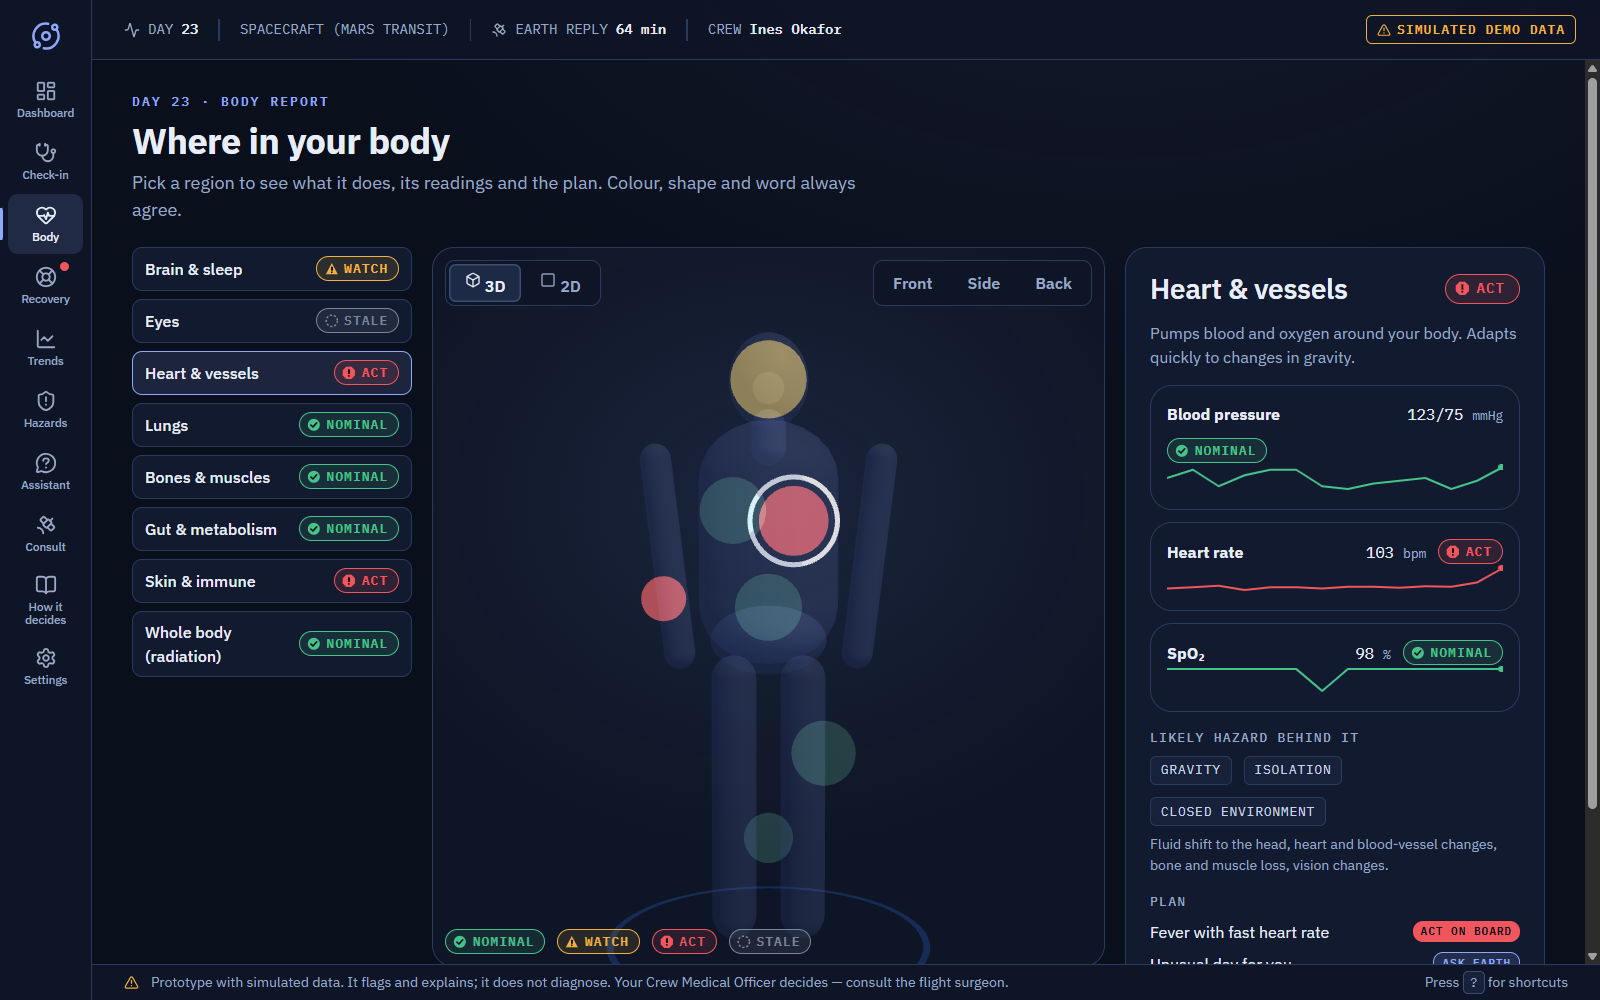 DAY 23
SPACECRAFT (MARS TRANSIT)
EARTH REPLY 64 min
CREW Ines Okafor
SIMULATED DEMO DATA
Dashboard
Check-in
Body
Recovery
Trends
Hazards
Assistant
Consult
How it
decides
Settings
DAY 23 · BODY REPORT
Where in your body
Pick a region to see what it does, its readings and the plan. Colour, shape and word always
agree.
Brain & sleep WATCH
Eyes STALE
Heart & vessels ACT
Lungs NOMINAL
Bones & muscles NOMINAL
Gut & metabolism NOMINAL
Skin & immune ACT
Whole body
(radiation) NOMINAL
3D 2D
Front Side Back
NOMINAL WATCH ACT STALE
Heart & vessels ACT
Pumps blood and oxygen around your body. Adapts
quickly to changes in gravity.
Blood pressure 123/75 mmHg
NOMINAL
Heart rate 103 bpm ACT
SpO₂ 98 % NOMINAL
LIKELY HAZARD BEHIND IT
GRAVITY ISOLATION
CLOSED ENVIRONMENT
Fluid shift to the head, heart and blood-vessel changes,
bone and muscle loss, vision changes.
PLAN
Fever with fast heart rate ACT ON BOARD
Unusual day for you ASK EARTH
Prototype with simulated data. It flags and explains; it does not diagnose. Your Crew Medical Officer decides — consult the flight surgeon.
Press ? for shortcuts